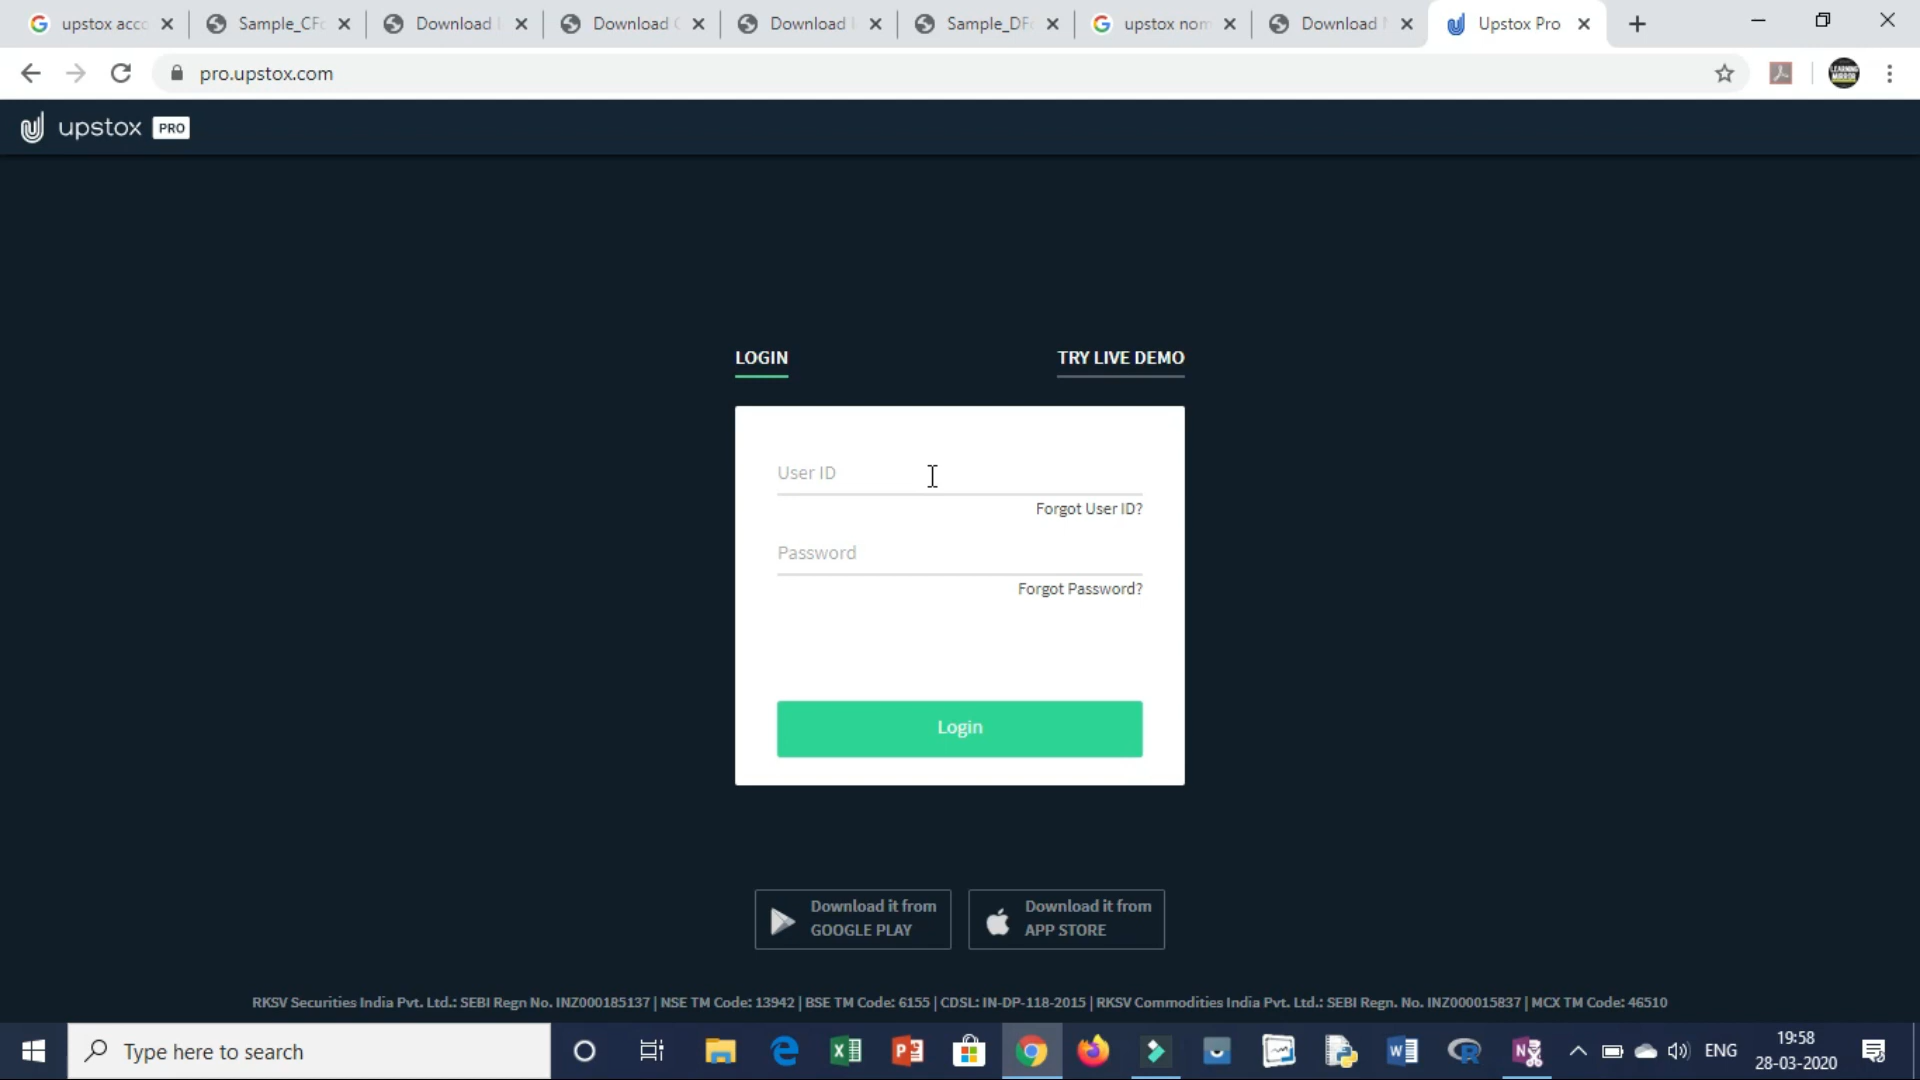 upstox acc
Sample_CF
Download
Download
Download
Sample_DF
upstox nom
Download
Upstox Pro
pro.upstox.com
upstox PRO
LOGIN
TRY LIVE DEMO
User ID
Forgot User ID?
Password
Forgot Password?
Login
Download it from
GOOGLE PLAY
Download it from
APP STORE
RKSV Securities India Pvt. Ltd.: SEBI Regn No. INZ000185137 | NSE TM Code: 13942 | BSE TM Code: 6155 | CDSL: IN-DP-118-2015 | RKSV Commodities India Pvt. Ltd.: SEBI Regn. No. INZ000015837 | MCX TM Code: 46510
Type here to search
ENG
19:58
28-03-2020